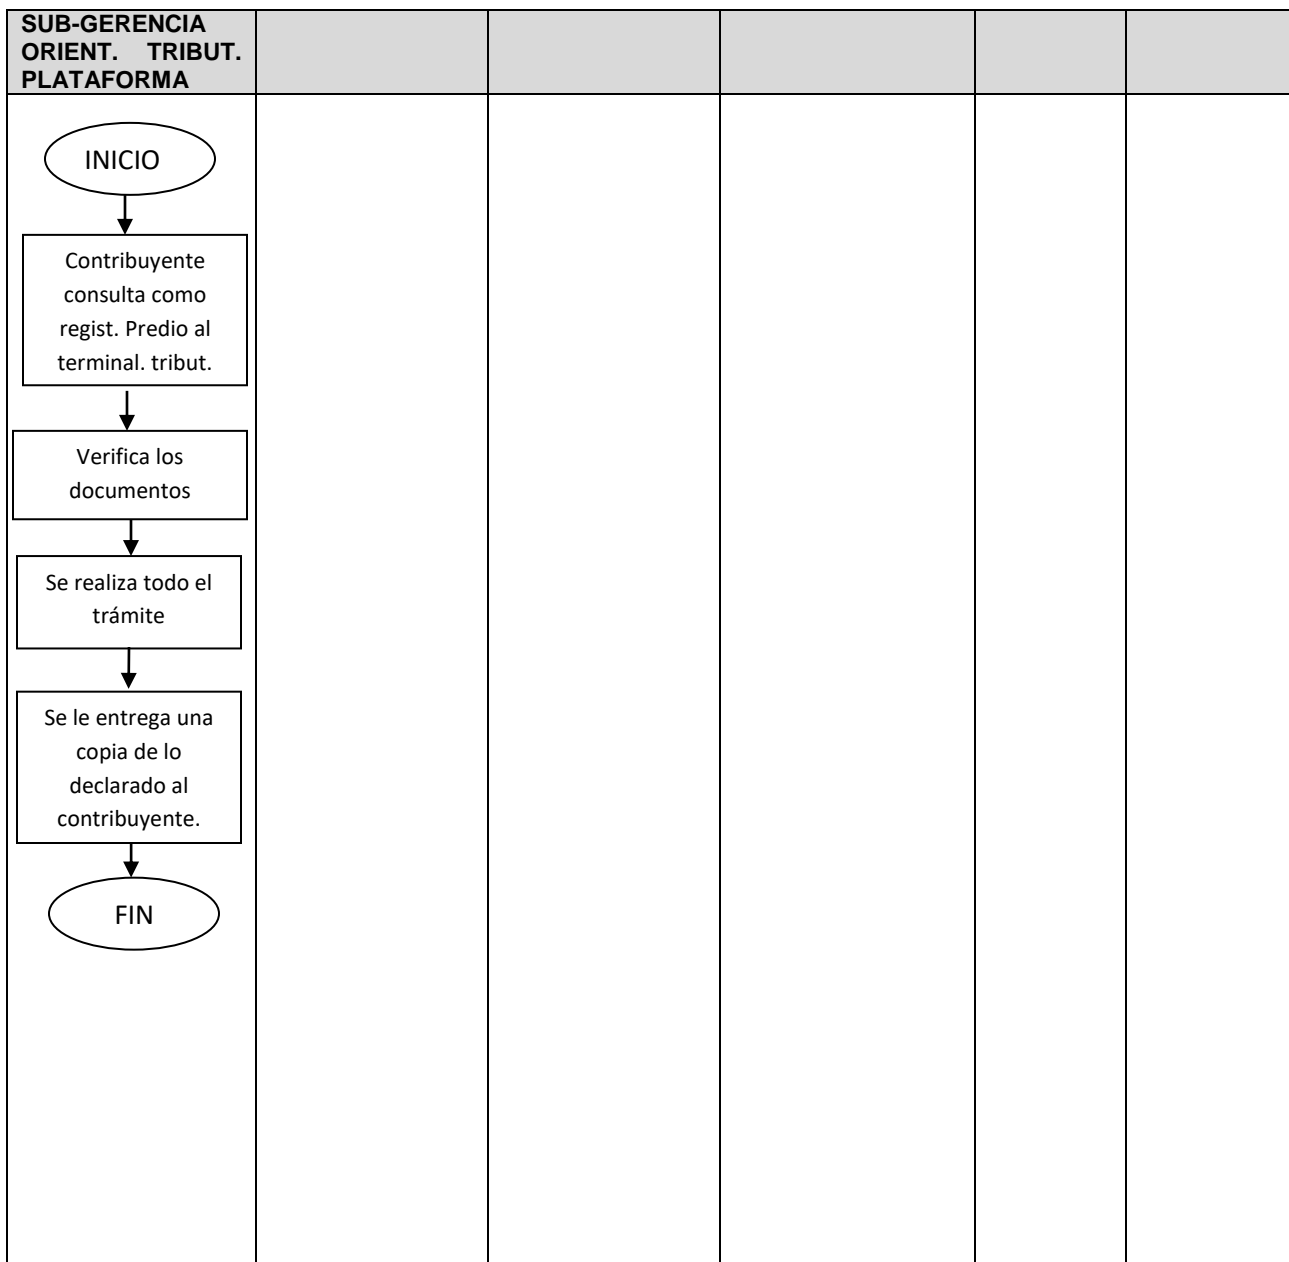 SUB-GERENCIA
ORIENT. TRIBUT.
PLATAFORMA
INICIO
Contribuyente
consulta como
regist. Predio al
terminal. tribut.
Verifica los
documentos
Se realiza todo el
trámite
Se le entrega una
copia de lo
declarado al
contribuyente.
FIN